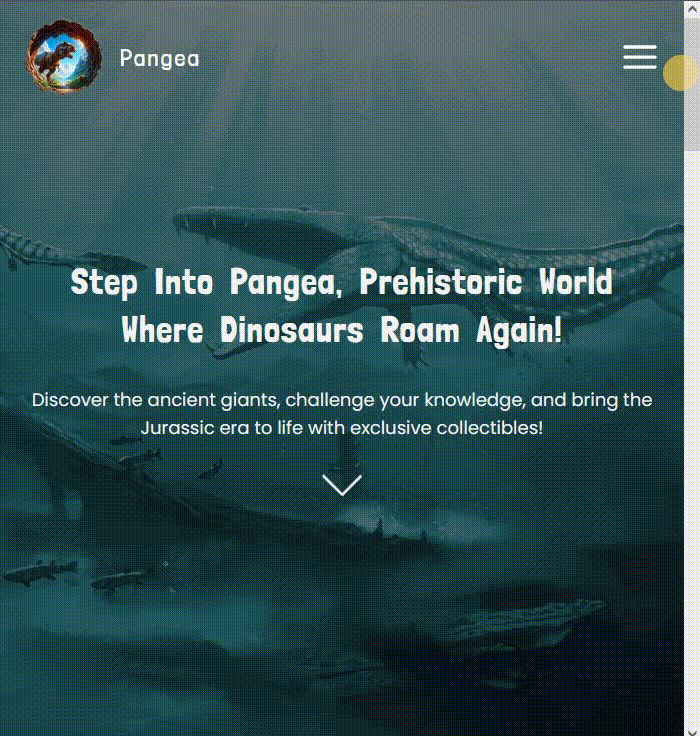 Pangea
Step Into Pangea, Prehistoric World
Where Dinosaurs Roam Again!
Discover the ancient giants, challenge your knowledge, and bring the
Jurassic era to life with exclusive collectibles!